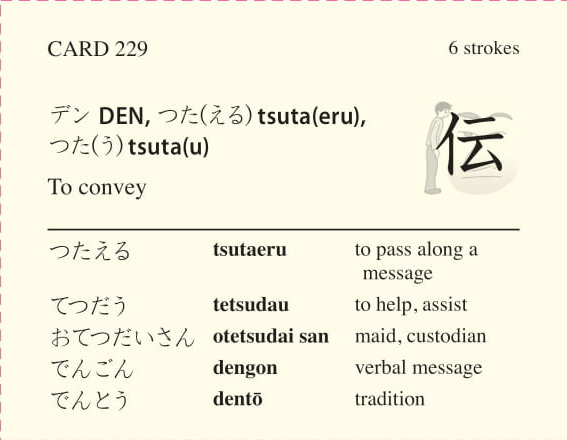 CARD 229 6 strokes
デン DEN, つた(える) tsuta(eru),
つた(う) tsuta(u)
伝
To convey
つたえる tsutaeru to pass along a
message
てつだう tetsudau to help, assist
おてつだいさん otetsudai san maid, custodian
でんごん dengon verbal message
でんとう dentō tradition